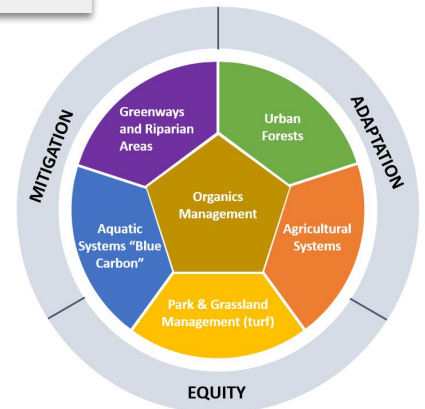 MITIGATION
ADAPTATION
Greenways
and Riparian
Areas
Urban
Forests
Organics
Management
Aquatic
Systems "Blue
Carbon"
Agricultural
Systems
Park & Grassland
Management (turf)
EQUITY